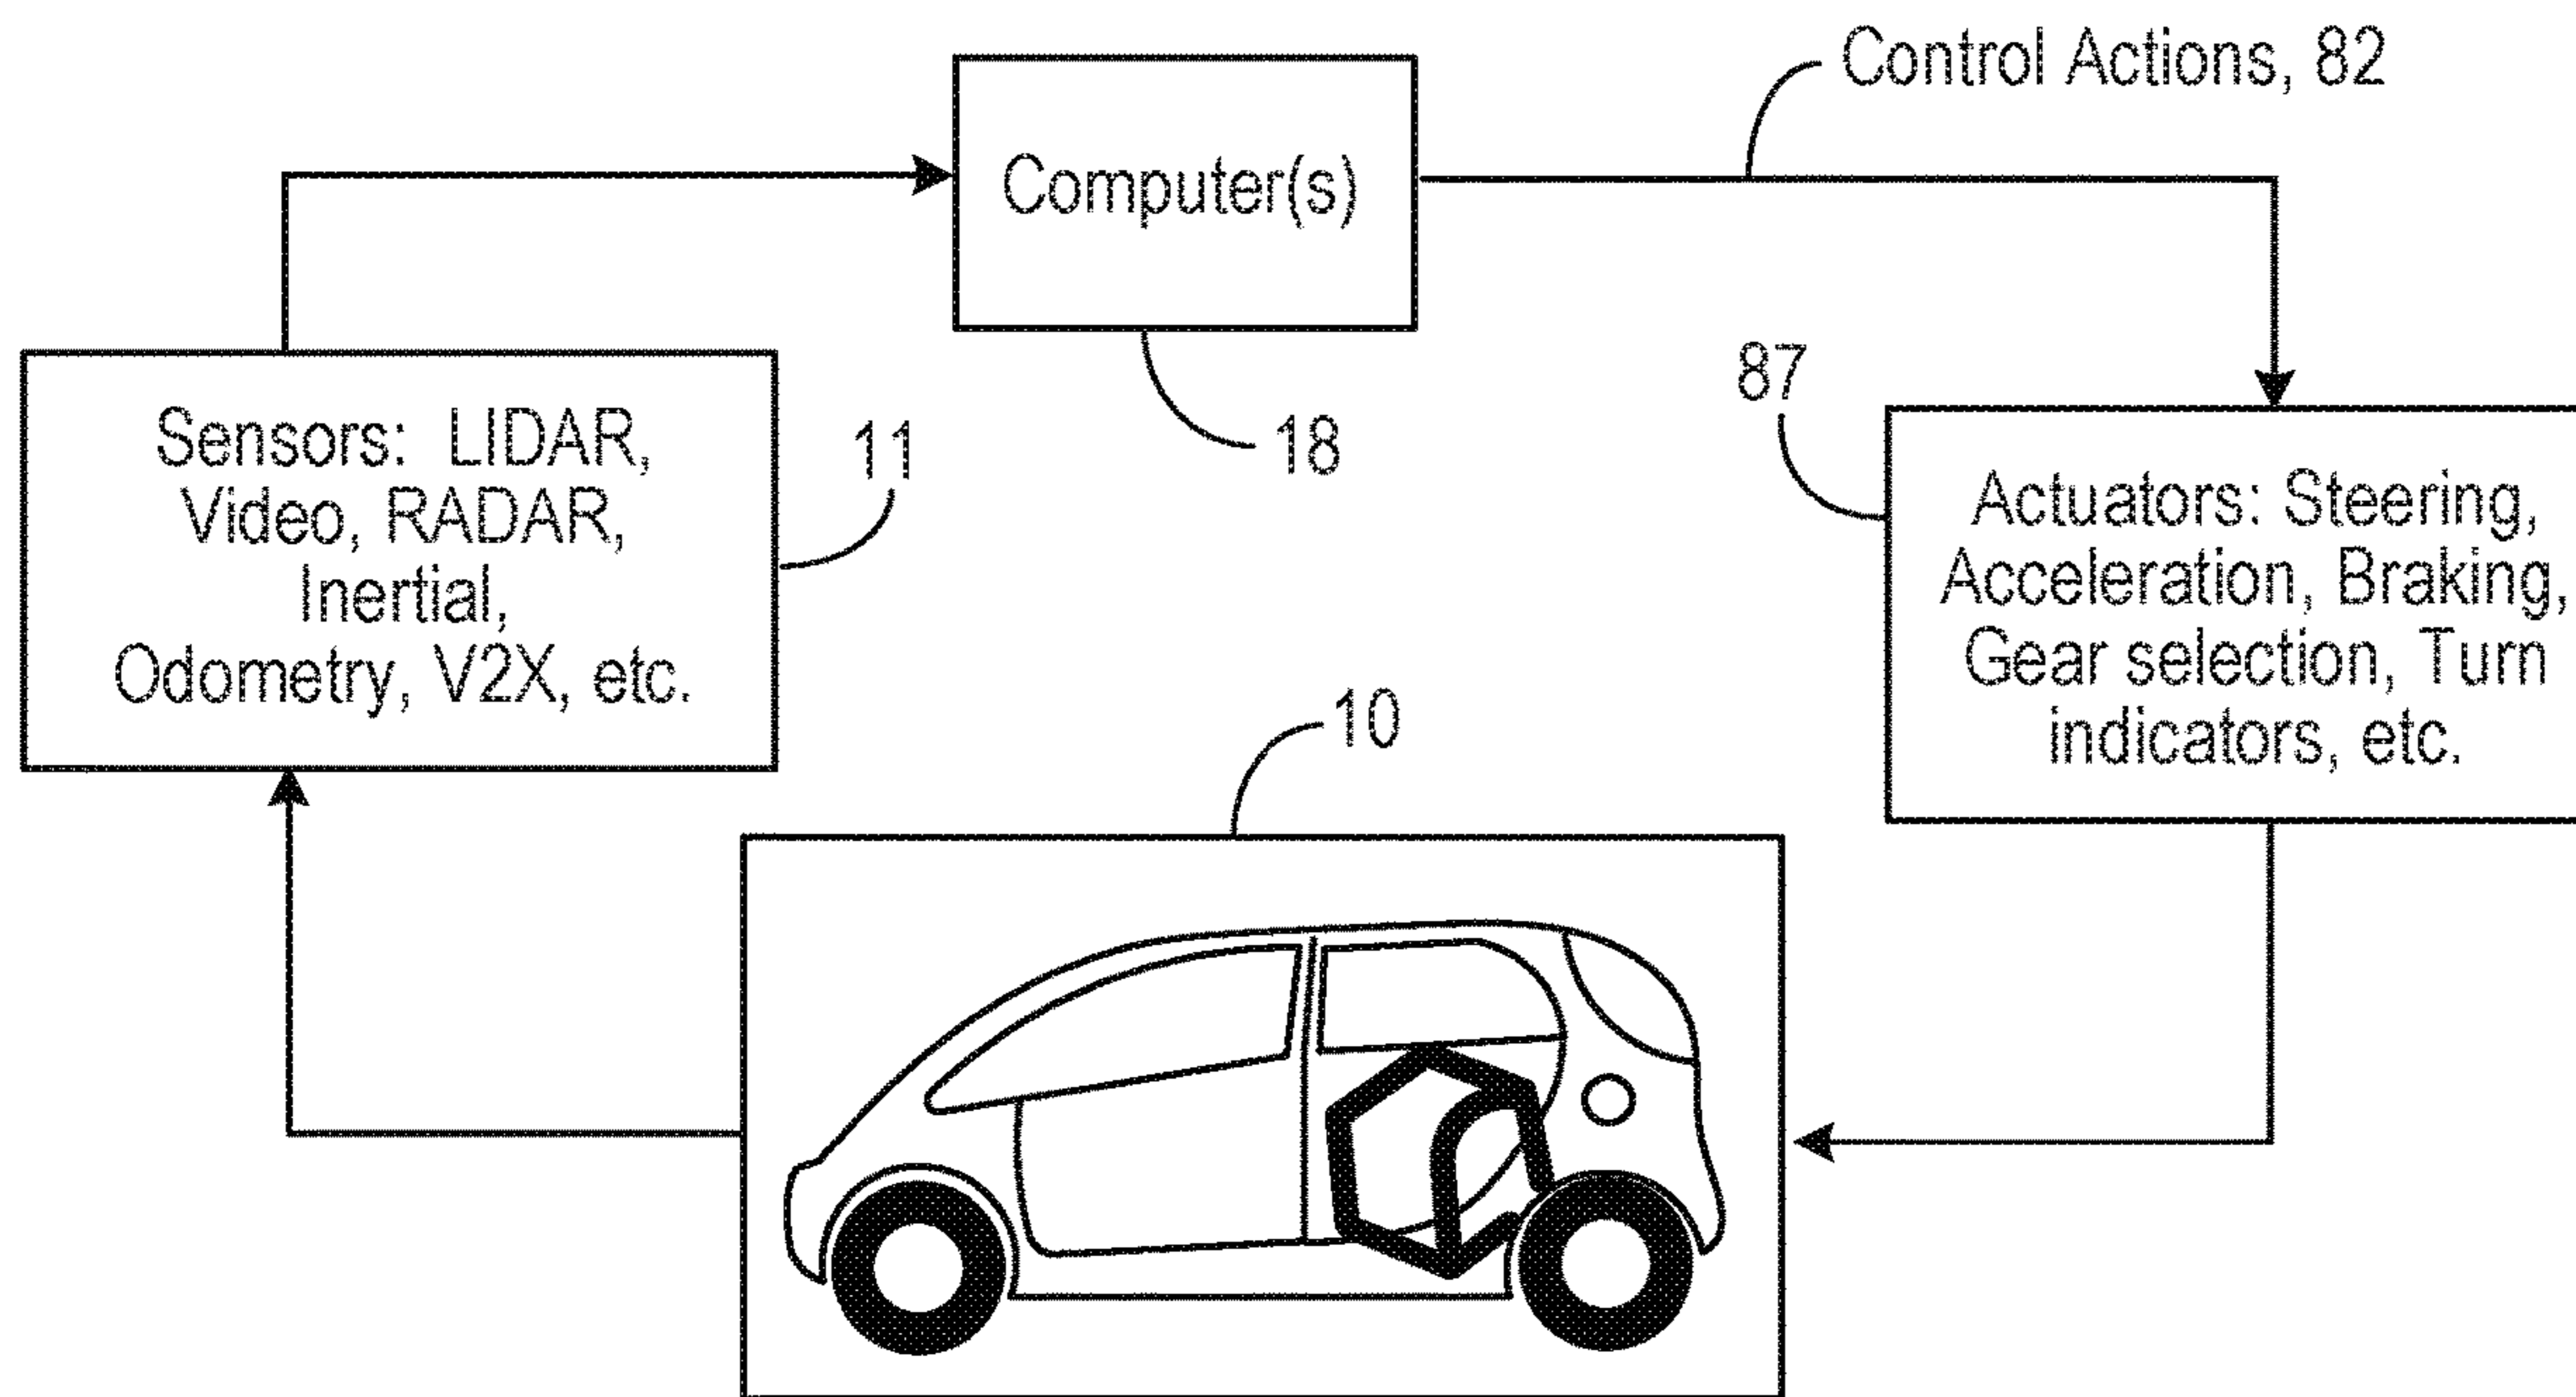 Control Actions, 82
Computer(s)
18
Sensors: LIDAR,
Video, RADAR,
Inertial,
Odometry, V2X, etc.
11
87
Actuators: Steering,
Acceleration, Braking,
Gear selection, Turn
indicators, etc.
10